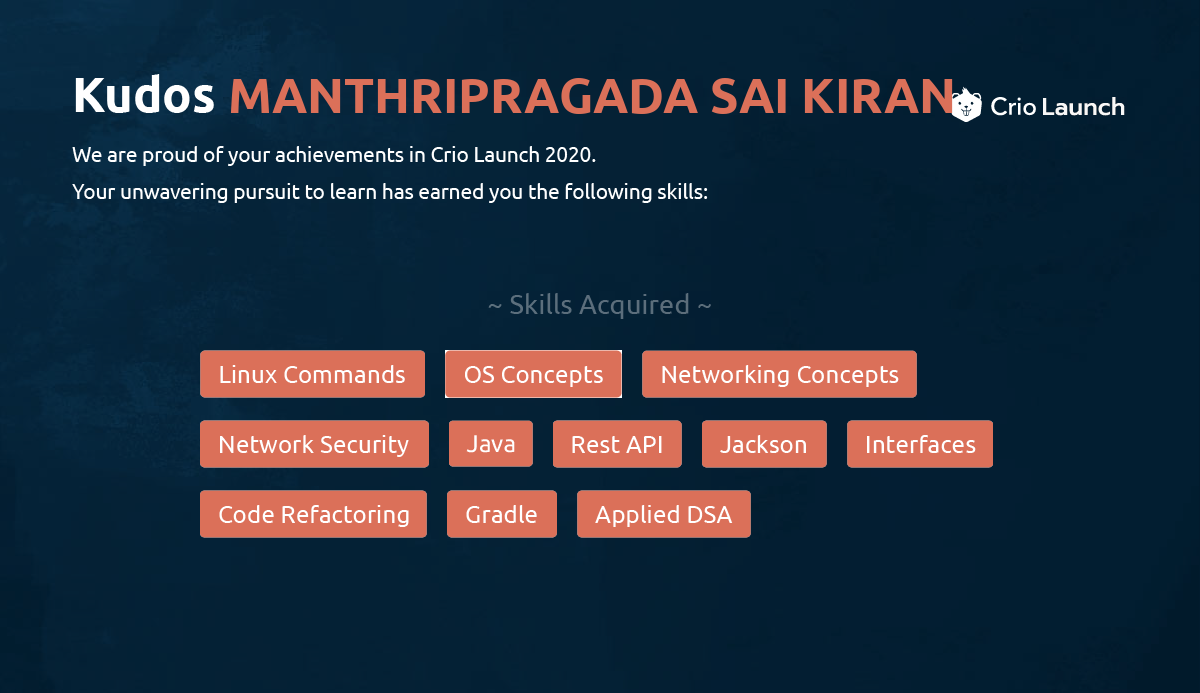 Kudos MANTHRIPRAGADA SAI KIRAN Crio Launch
We are proud of your achievements in Crio Launch 2020.
Your unwavering pursuit to learn has earned you the following skills:
~ Skills Acquired ~
Linux Commands OS Concepts Networking Concepts
Network Security Java Rest API Jackson Interfaces
Code Refactoring Gradle Applied DSA